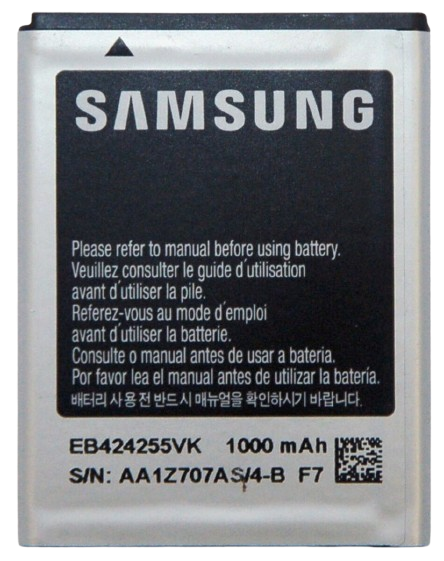 SAMSUNG
Please refer to manual before using battery.
Veuillez consulter le guide d'utilisation
avant d'utiliser la pile.
Referez-vous au mode d'emploi
avant d'utiliser la batterie.
Consulte o manual antes de usar a bateria.
Por favor lea el manual antes de utilizar la batería.
배터리 사용 전 반드시 매뉴얼을 확인하시기 바랍니다.
EB424255VK 1000 mAh
S/N: AA1Z707AS/4-B F7